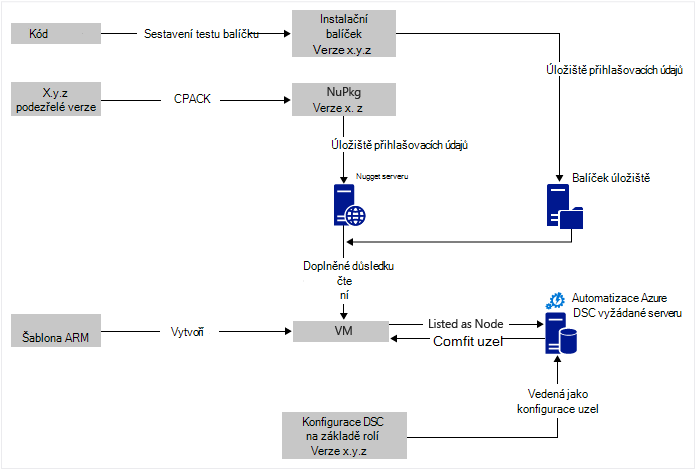 Kód
Sestavení testu balíčku
Instalační
balíček
Verze x.y.z
Úložiště přihlašovacích údajů
X.y.z
podezřelé verze
CPACK
NuPkg
Verze x. z
Úložiště přihlašovacích údajů
Nugget serveru
Balíček úložiště
Doplněné důsledku
čte
ní
Automatizace Azure
DSC vyžádané serveru
Šablona ARM
Vytvoří
VM
Listed as Node
Comfit uzel
Vedená jako
konfigurace uzel
Konfigurace DSC
na základě rolí
Verze x.y.z